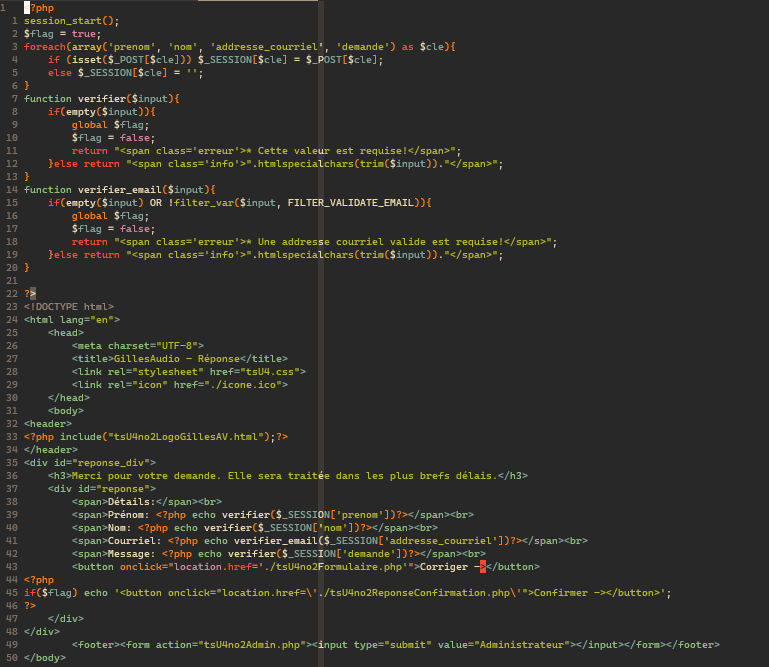 1 <?php
1 session_start();
2 $flag = true;
3 foreach(array('prenom', 'nom', 'addresse_courriel', 'demande') as $cle){
4 if (isset($_POST[$cle])) $_SESSION[$cle] = $_POST[$cle];
5 else $_SESSION[$cle] = '';
6 }
7 function verifier($input){
8 if(empty($input)){
9 global $flag;
10 $flag = false;
11 return "<span class='erreur'>* Cette valeur est requise!</span>";
12 }else return "<span class='info'>".htmlspecialchars(trim($input))."</span>";
13 }
14 function verifier_email($input){
15 if(empty($input) OR !filter_var($input, FILTER_VALIDATE_EMAIL)){
16 global $flag;
17 $flag = false;
18 return "<span class='erreur'>* Une addresse courriel valide est requise!</span>";
19 }else return "<span class='info'>".htmlspecialchars(trim($input))."</span>";
20 }
21
22 ?>
23 <!DOCTYPE html>
24 <html lang="en">
25 <head>
26 <meta charset="UTF-8">
27 <title>GillesAudio - Réponse</title>
28 <link rel="stylesheet" href="tsU4.css">
29 <link rel="icon" href="./icone.ico">
30 </head>
31 <body>
32 <header>
33 <?php include("tsU4no2LogoGillesAV.html");?>
34 </header>
35 <div id="reponse_div">
36 <h3>Merci pour votre demande. Elle sera traitée dans les plus brefs délais.</h3>
37 <div id="reponse">
38 <span>Détails:</span><br>
39 <span>Prénom: <?php echo verifier($_SESSION['prenom'])?></span><br>
40 <span>Nom: <?php echo verifier($_SESSION['nom'])?></span><br>
41 <span>Courriel: <?php echo verifier_email($_SESSION['addresse_courriel'])?></span><br>
42 <span>Message: <?php echo verifier($_SESSION['demande'])?></span><br>
43 <button onclick="location.href='./tsU4no2Formulaire.php'">Corriger -></button>
44 <?php
45 if($flag) echo '<button onclick="location.href=\'./tsU4no2ReponseConfirmation.php\'">Confirmer -></button>';
46 ?>
47 </div>
48 </div>
49 <footer><form action="tsU4no2Admin.php"><input type="submit" value="Administrateur"></input></form></footer>
50 </body>